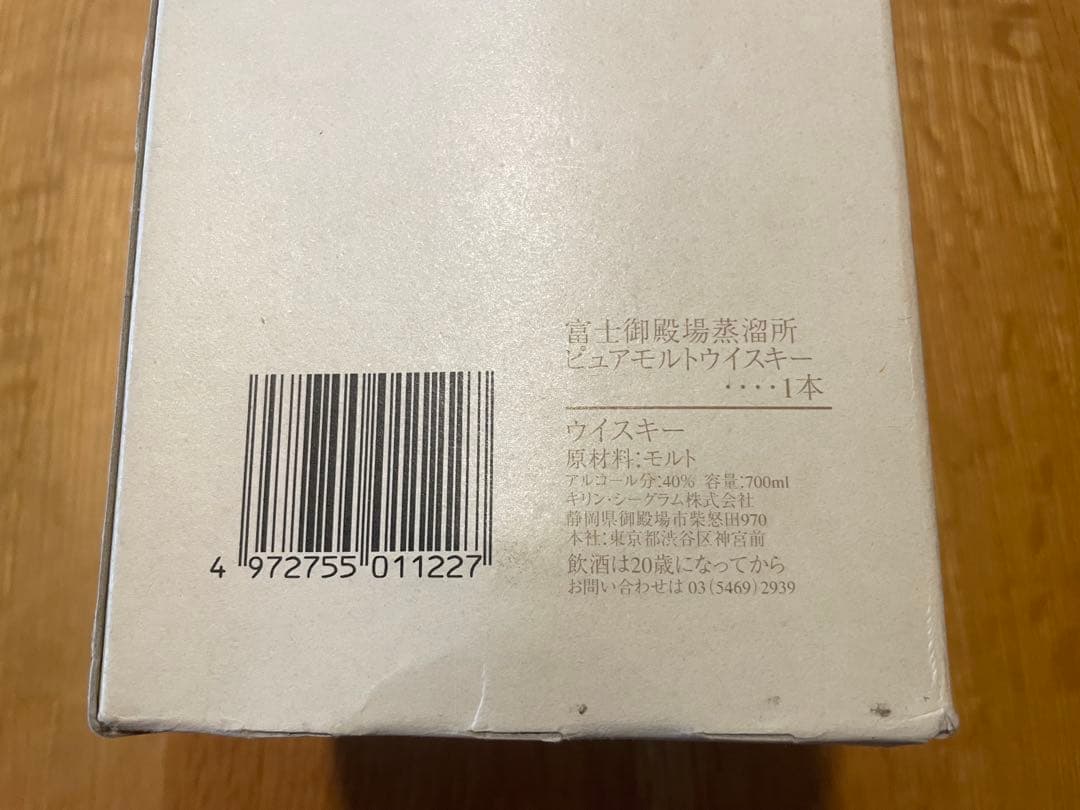 富士御殿場蒸溜所
ピュアモルトウイスキー
････1本
ウイスキー
原材料:モルト
アルコール分:40% 容量:700ml
キリン・シーグラム株式会社
静岡県御殿場市柴怒田970
本社:東京都渋谷区神宮前
飲酒は20歳になってから
お問い合わせは 03(5469)2939
4 972755 011227